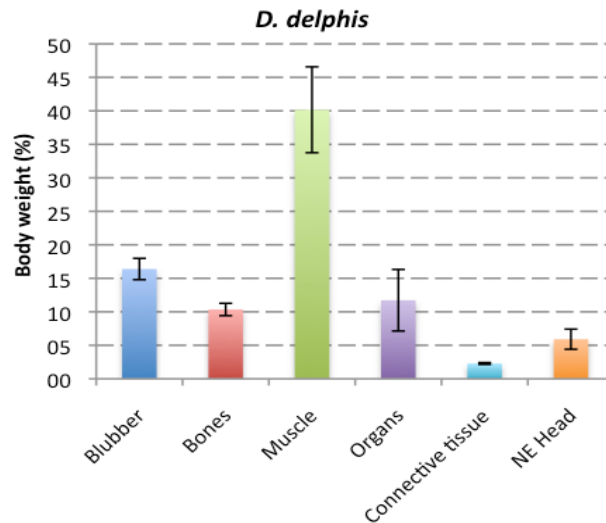 D. delphis
Body weight (%)
50
45
40
35
30
25
20
15
10
05
00
Blubber
Bones
Muscle
Organs
Connective tissue
NE Head